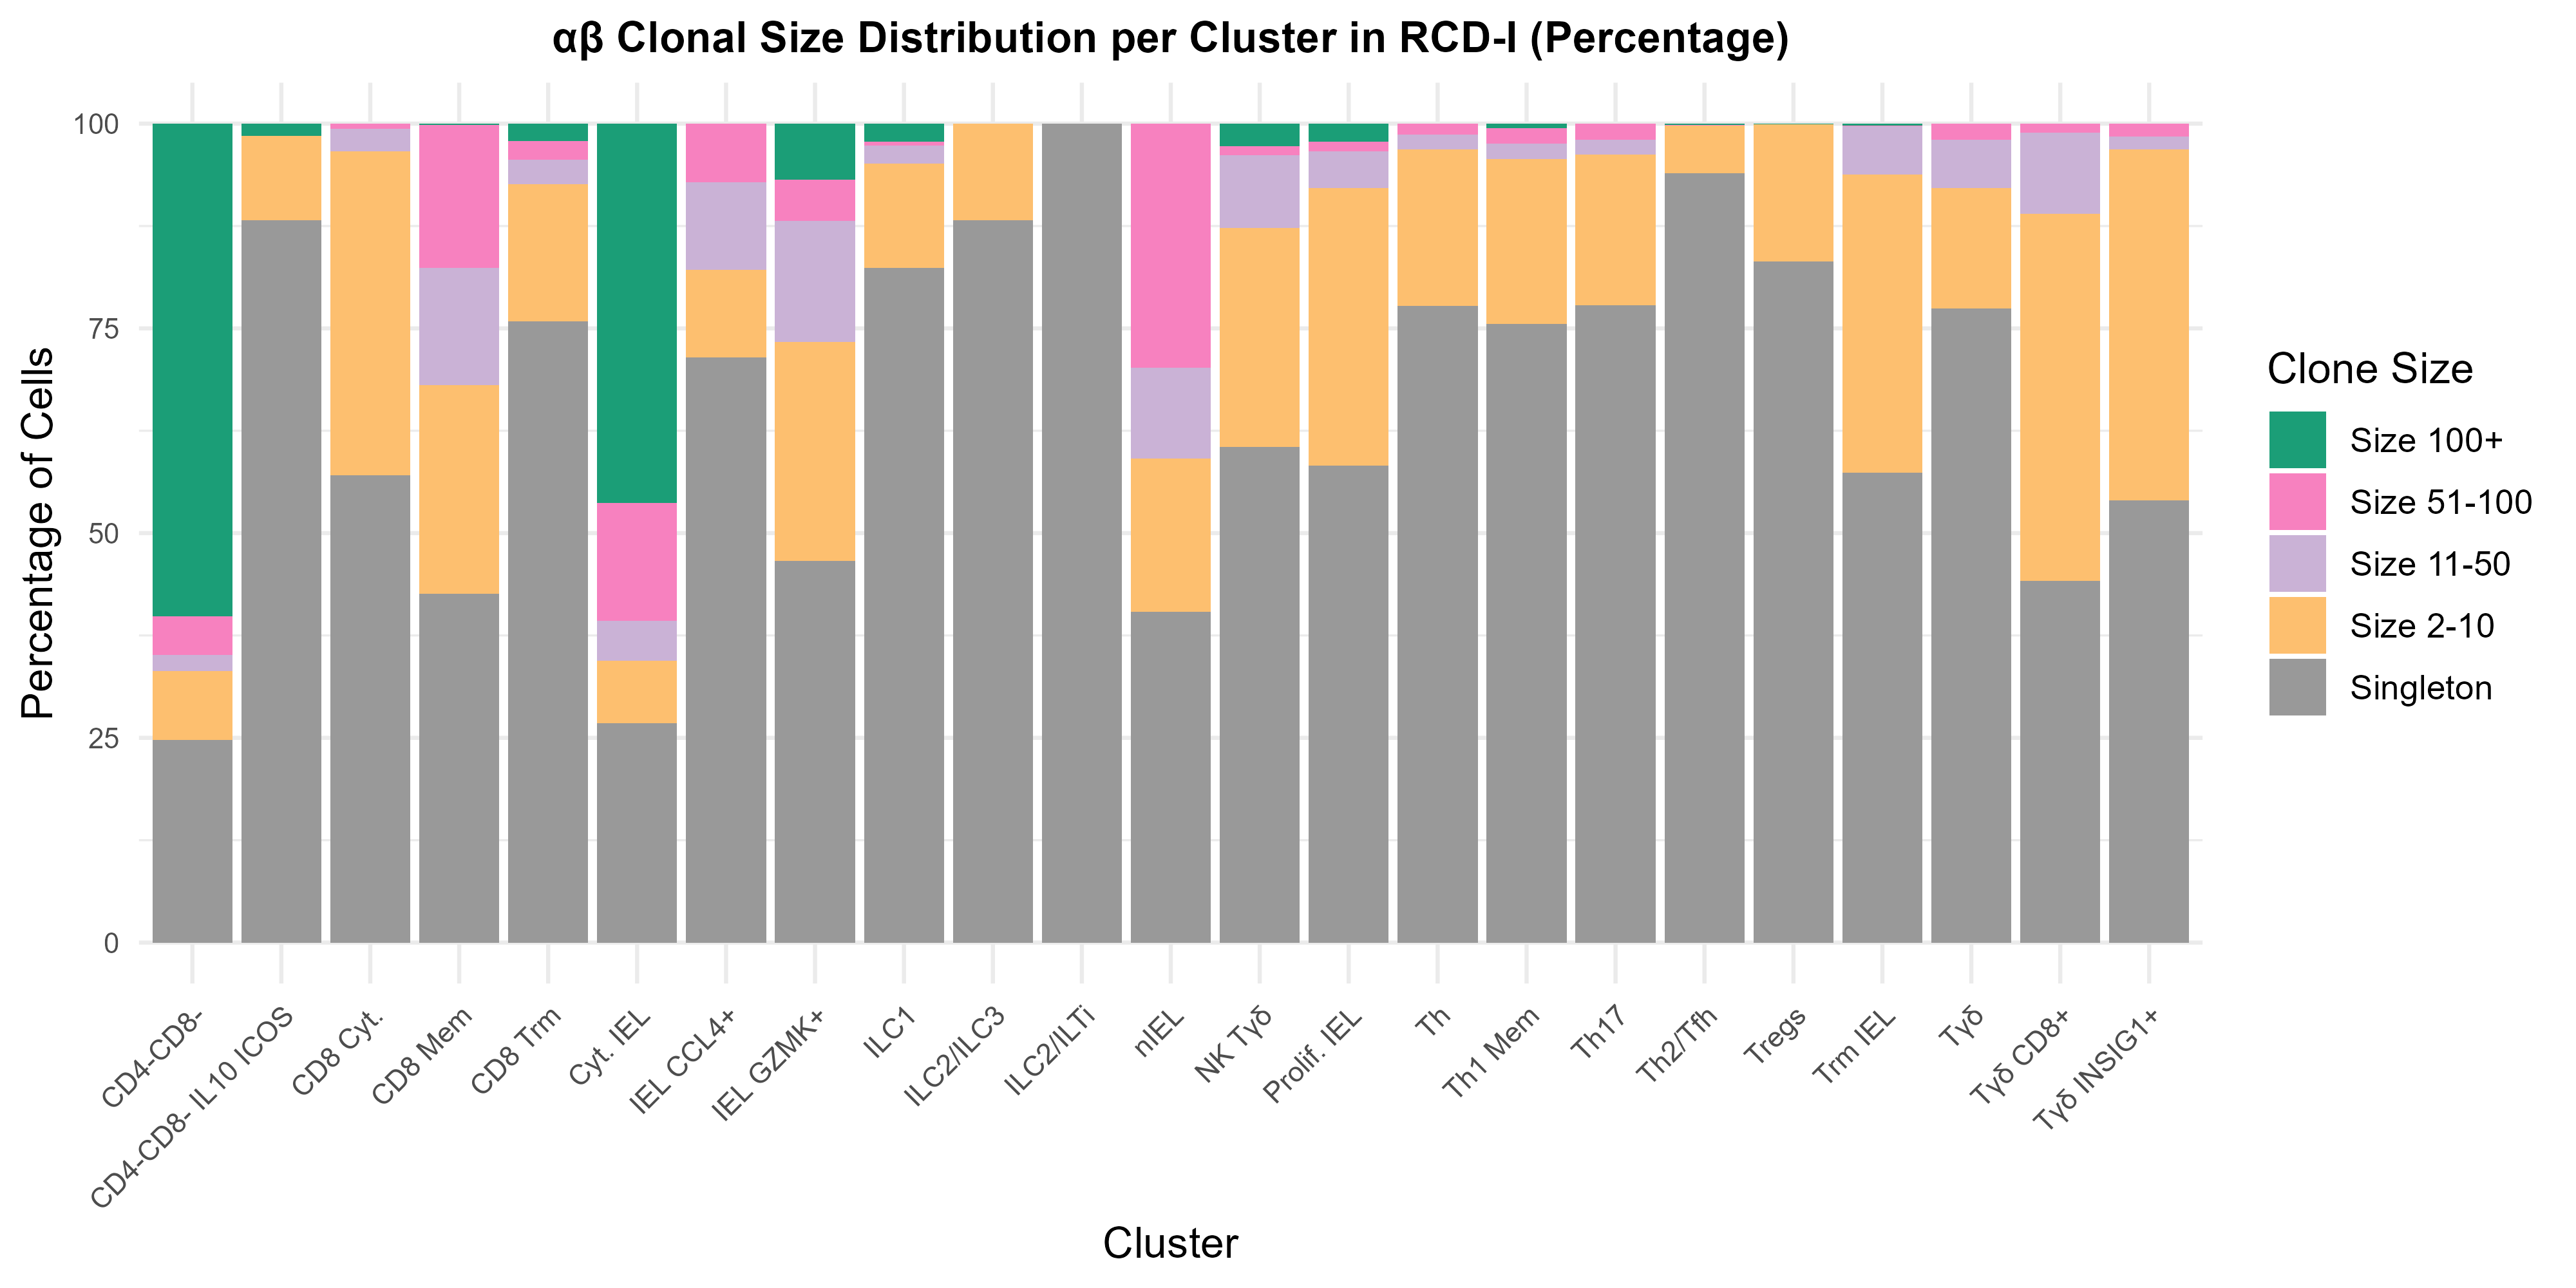 αβ Clonal Size Distribution per Cluster in RCD-I (Percentage)
Percentage of Cells
100
75
50
25
0
CD4-CD8-
CD4-CD8- IL10 ICOS
CD8 Cyt.
CD8 Mem
CD8 Trm
Cyt. IEL
IEL CCL4+
IEL GZMK+
ILC1
ILC2/ILC3
ILC2/ILTi
nIEL
NK Tγδ
Prolif. IEL
Th
Th1 Mem
Th17
Th2/Tfh
Tregs
Trm IEL
Tγδ
Tγδ CD8+
Tγδ INSIG1+
Cluster
Clone Size
Size 100+
Size 51-100
Size 11-50
Size 2-10
Singleton